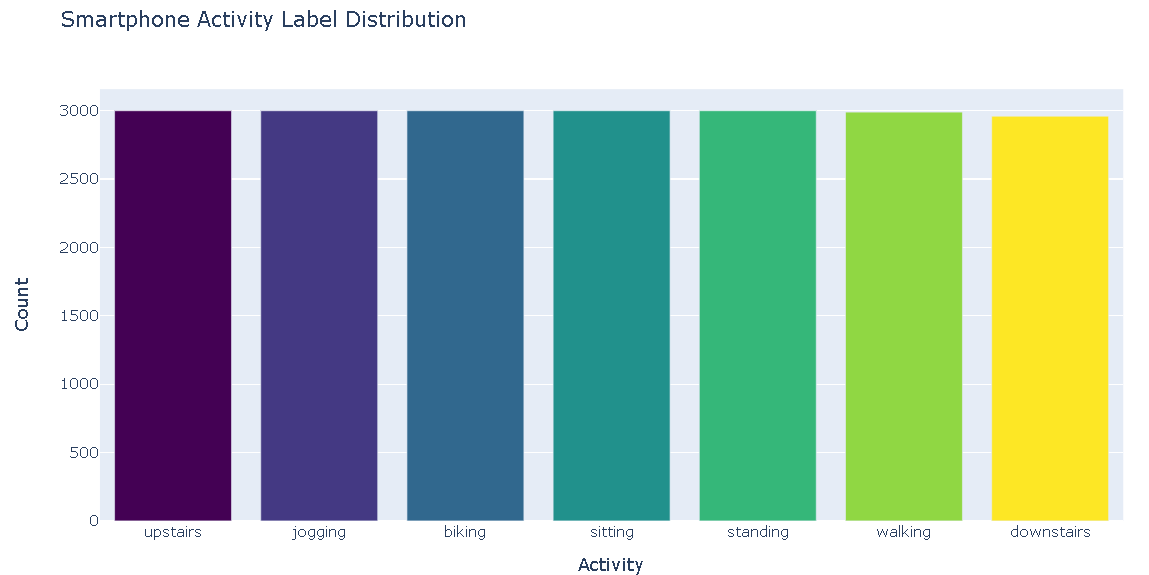 Smartphone Activity Label Distribution
Count
3000
2500
2000
1500
1000
500
0
upstairs jogging biking sitting standing walking downstairs
Activity